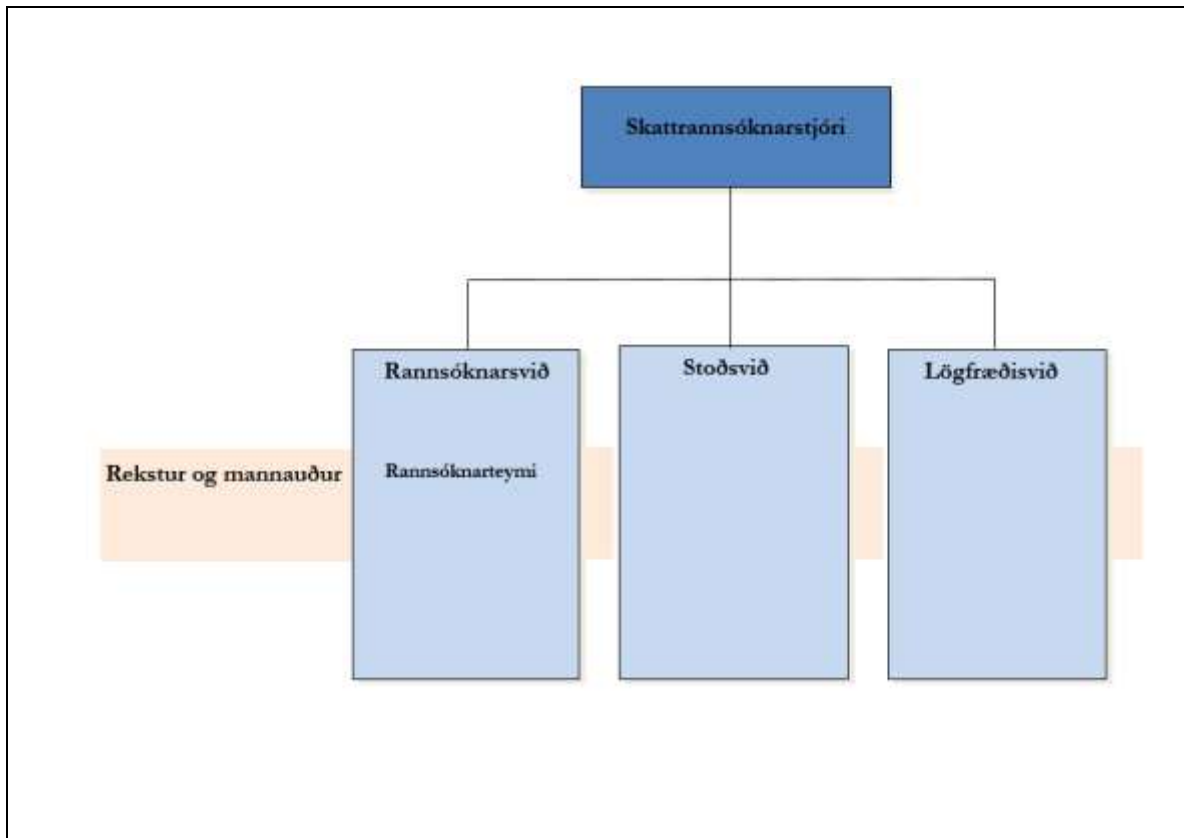 Skattrannsóknarstjóri
Rannsóknarsvið
Stoðsvið
Lögfræðisvið
Rekstur og mannauður
Rannsóknarteymi